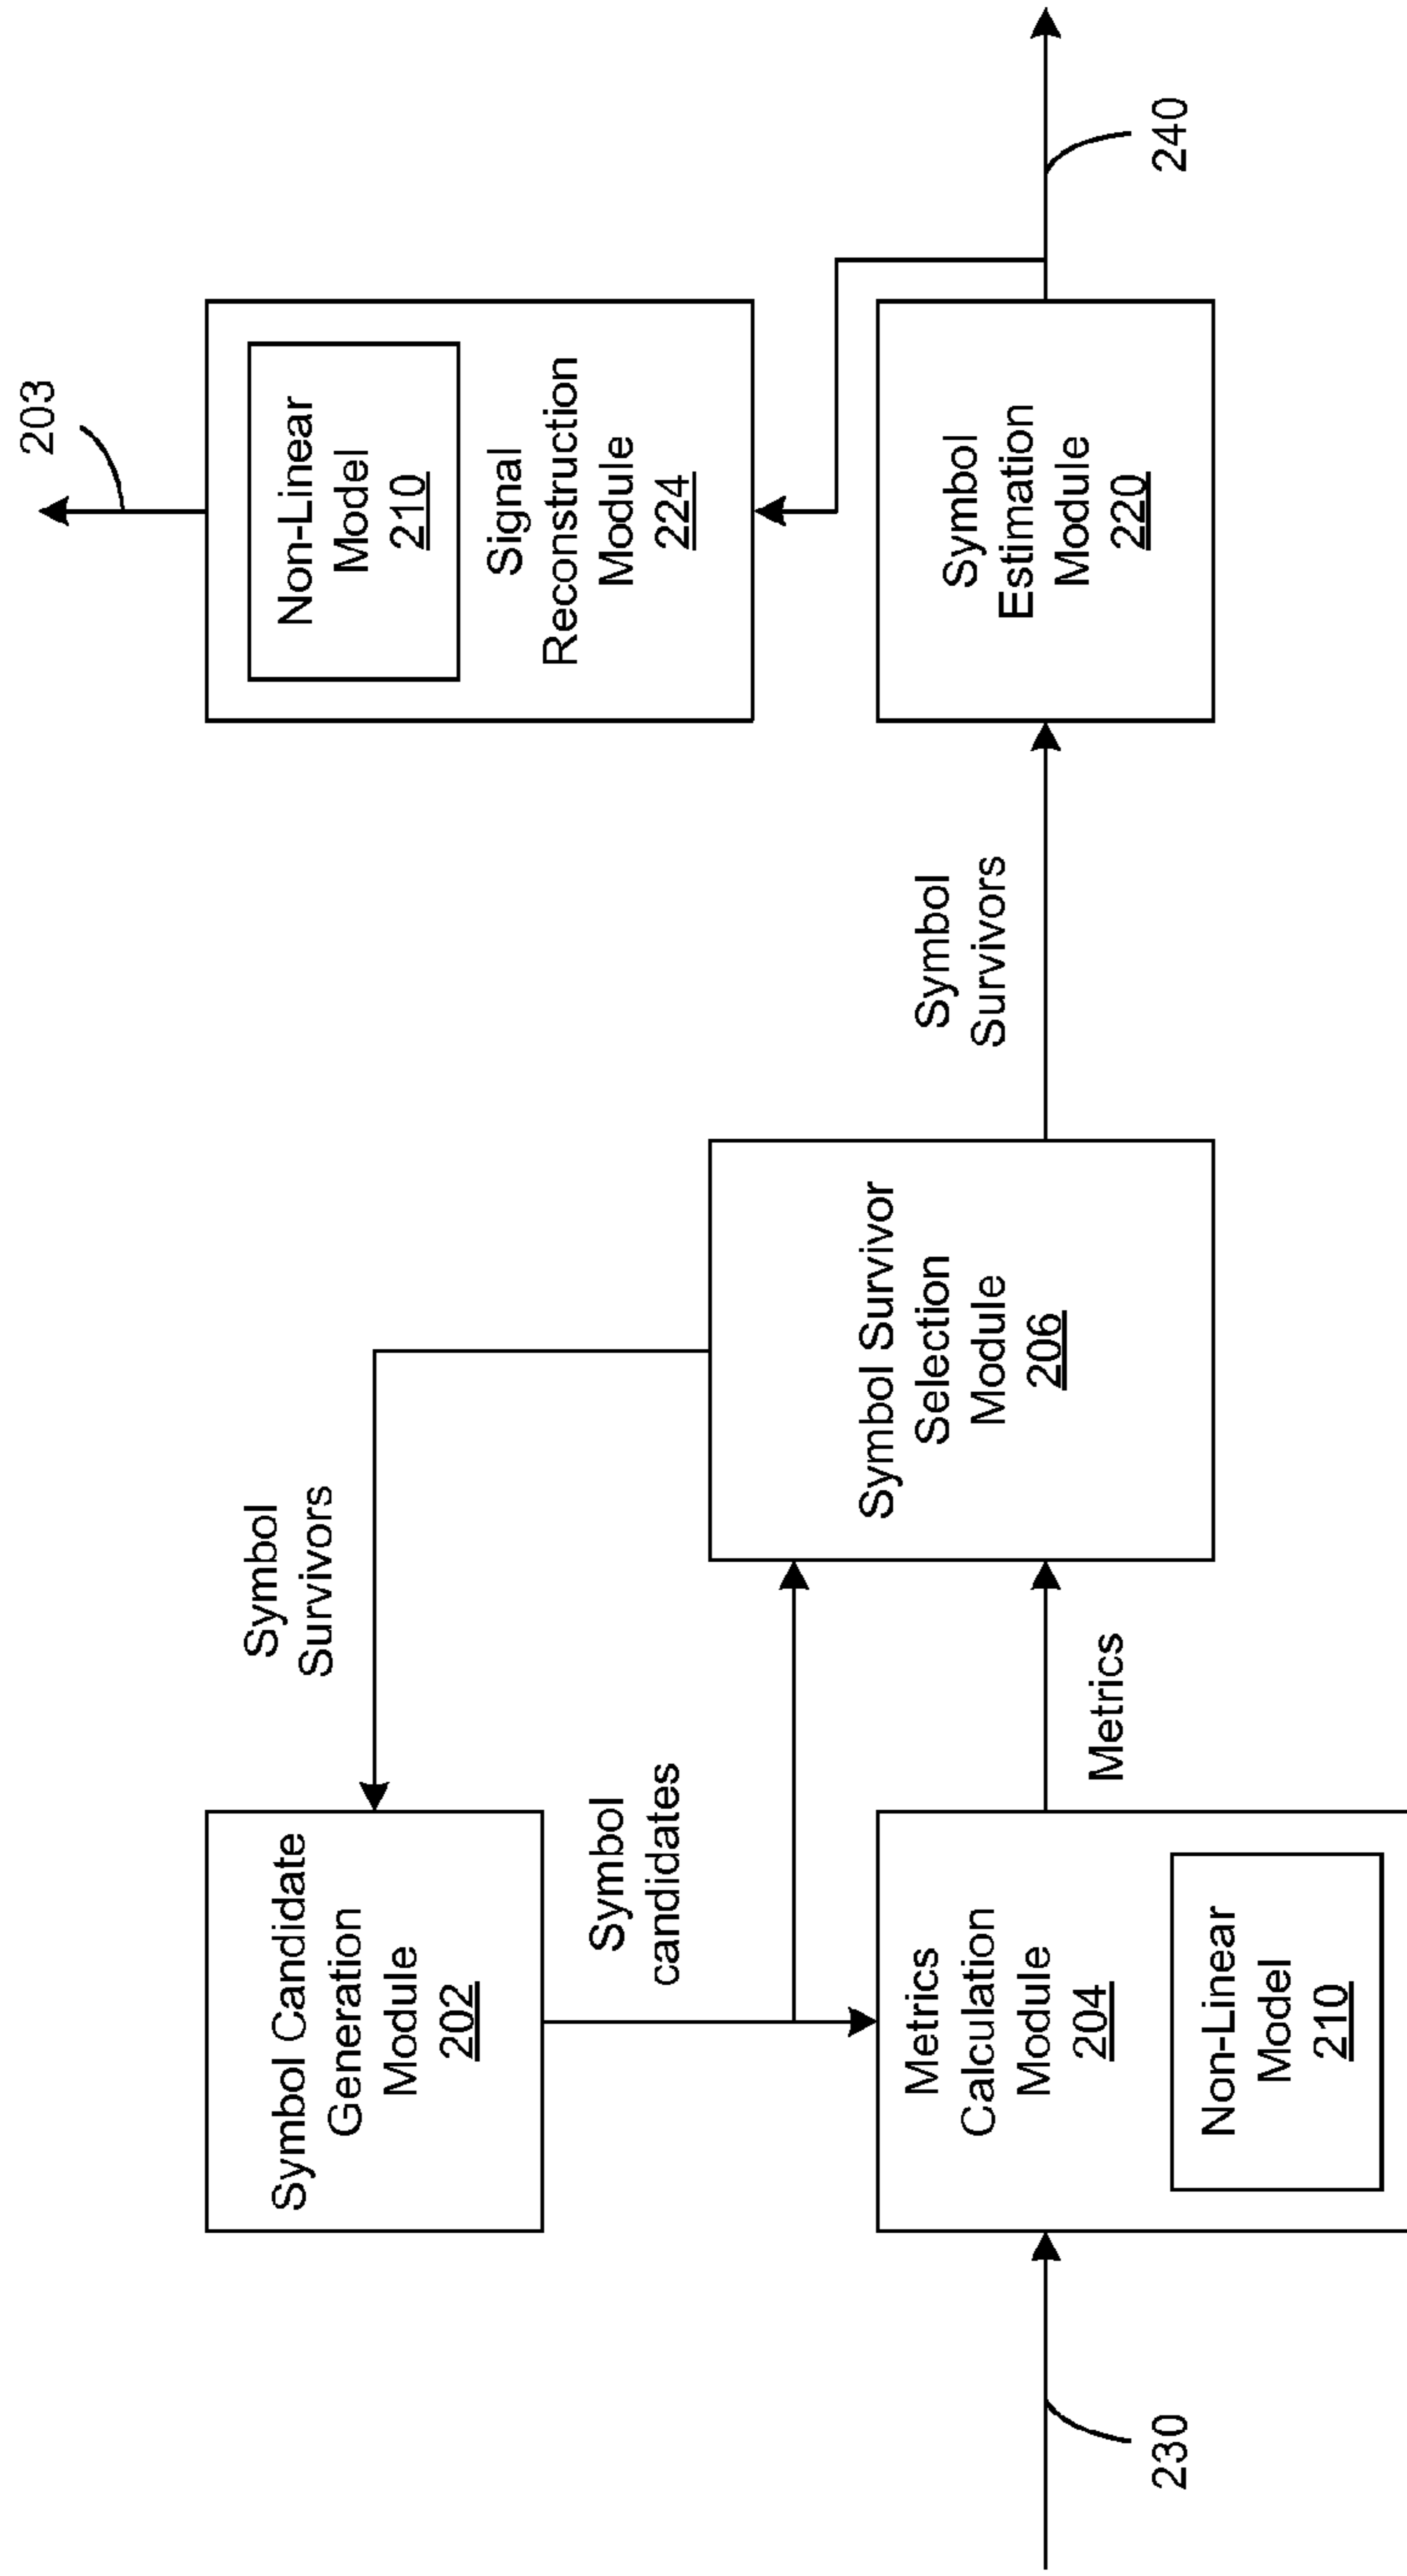 203
Non-Linear
Model
210
Signal
Reconstruction
Module
224
Symbol
Survivors
Symbol Candidate
Generation
Module
202
Symbol
candidates
Symbol Survivor
Selection
Module
206
Symbol
Survivors
Symbol
Estimation
Module
220
240
Metrics
Calculation
Module
204
Non-Linear
Model
210
Metrics
230